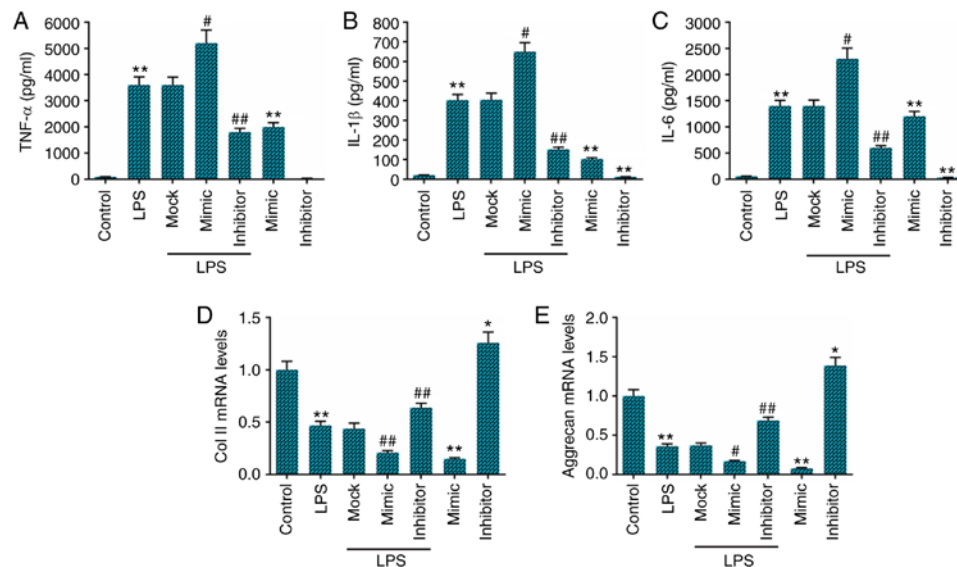 A
TNF-α (pg/ml)
6000
5000
4000
3000
2000
1000
0
**
#
##
**
Control
LPS
Mock
Mimic
Inhibitor
Mimic
Inhibitor
LPS
B
IL-1β (pg/ml)
800
700
600
500
400
300
200
100
0
**
#
##
**
**
Control
LPS
Mock
Mimic
Inhibitor
Mimic
Inhibitor
LPS
C
IL-6 (pg/ml)
3000
2500
2000
1500
1000
500
0
**
#
##
**
**
Control
LPS
Mock
Mimic
Inhibitor
Mimic
Inhibitor
LPS
D
Col II mRNA levels
1.5
1.0
0.5
0.0
**
##
##
**
*
Control
LPS
Mock
Mimic
Inhibitor
Mimic
Inhibitor
LPS
E
Aggrecan mRNA levels
2.0
1.5
1.0
0.5
0.0
**
#
##
**
*
Control
LPS
Mock
Mimic
Inhibitor
Mimic
Inhibitor
LPS